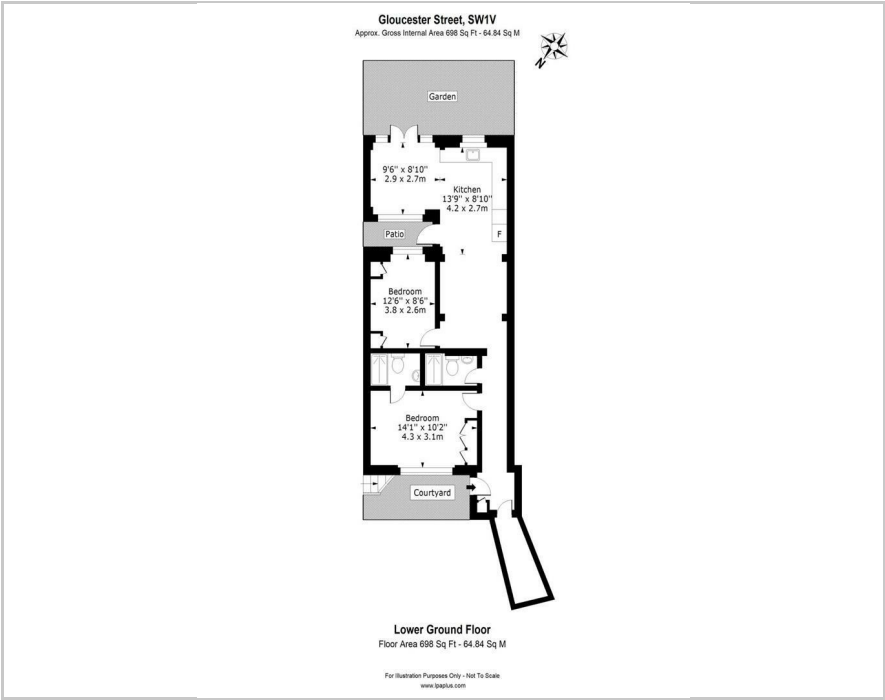 Gloucester Street, SW1V
Approx. Gross Internal Area 698 Sq Ft - 64.84 Sq M
N
Garden
9'6" x 8'10"
2.9 x 2.7m
Kitchen
13'9" x 8'10"
4.2 x 2.7m
F
Patio
Bedroom
12'6" x 8'6"
3.8 x 2.6m
Bedroom
14'1" x 10'2"
4.3 x 3.1m
Courtyard
Lower Ground Floor
Floor Area 698 Sq Ft - 64.84 Sq M
For Illustration Purposes Only - Not To Scale
www.lpaplus.com